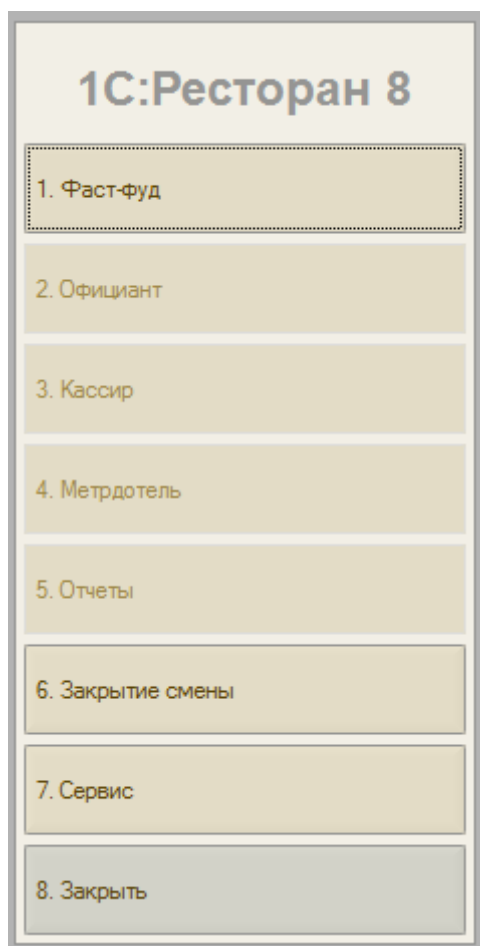 1С:Ресторан 8
1. Фаст-фуд
2. Официант
3. Кассир
4. Метрдотель
5. Отчеты
6. Закрытие смены
7. Сервис
8. Закрыть